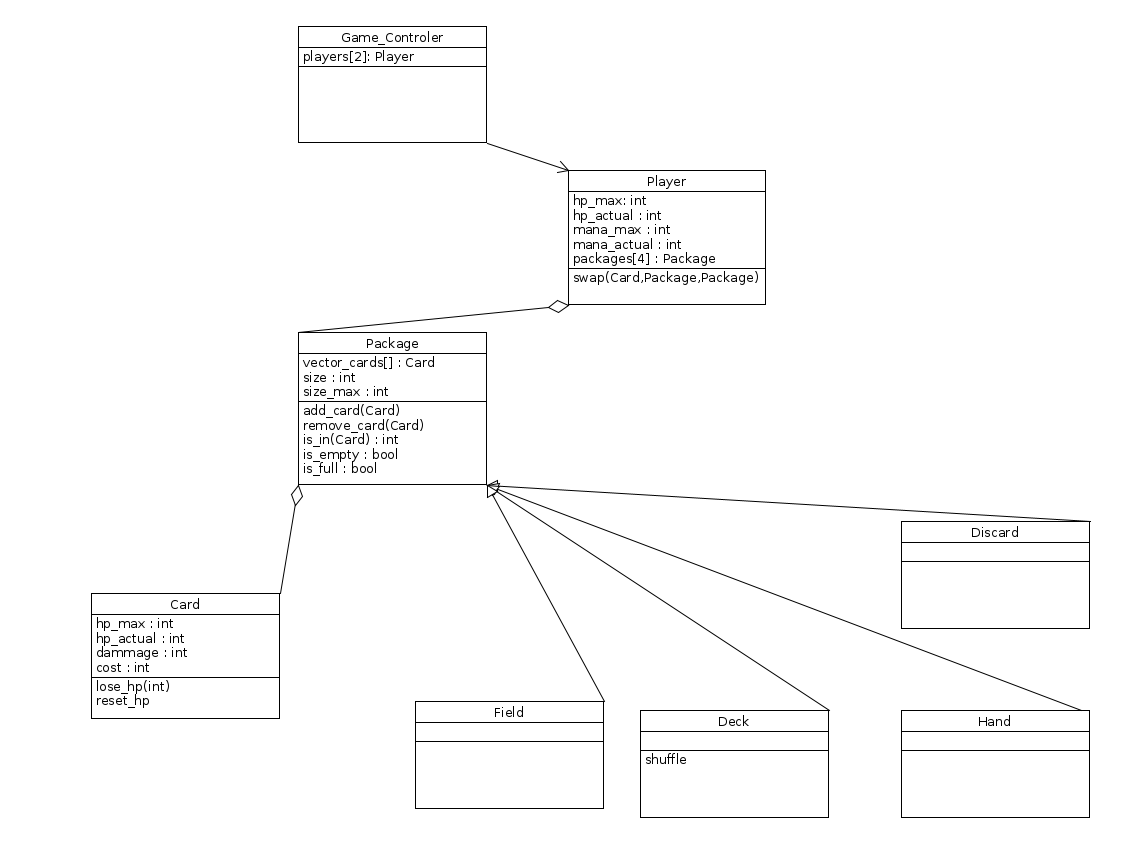 Game_Controler
players[2]: Player
Player
hp_max: int
hp_actual : int
mana_max : int
mana_actual : int
packages[4] : Package
swap(Card,Package,Package)
Package
vector_cards[] : Card
size : int
size_max : int
add_card(Card)
remove_card(Card)
is_in(Card) : int
is_empty : bool
is_full : bool
Discard
Card
hp_max : int
hp_actual : int
dammage : int
cost : int
lose_hp(int)
reset_hp
Field
Deck
shuffle
Hand